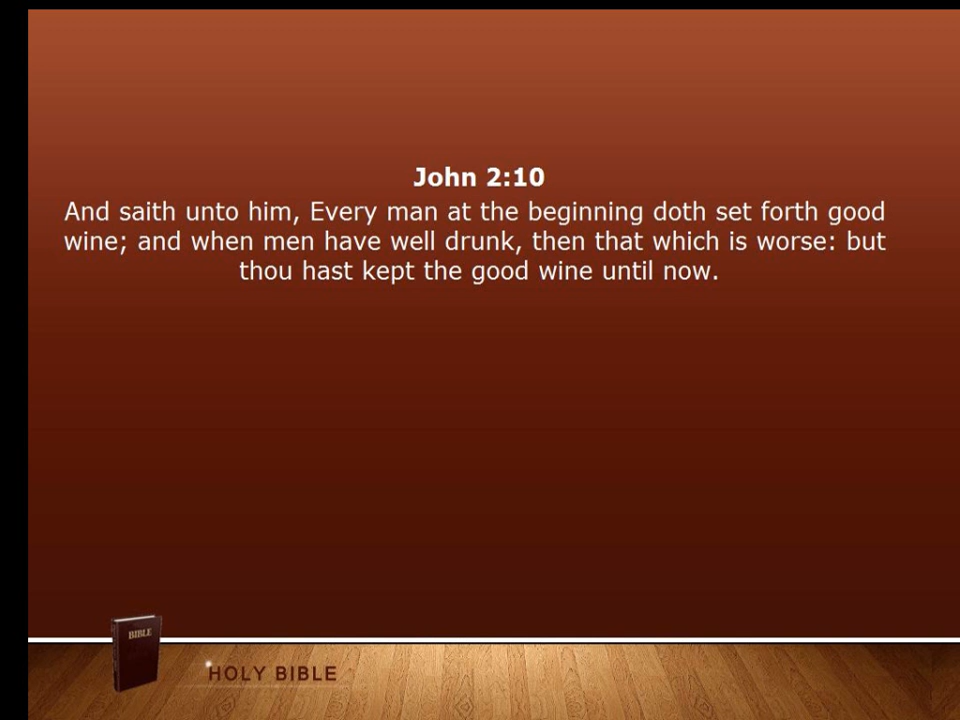 John 2:10
And saith unto him, Every man at the beginning doth set forth good
wine; and when men have well drunk, then that which is worse: but
thou hast kept the good wine until now.
BIBLE
HOLY BIBLE